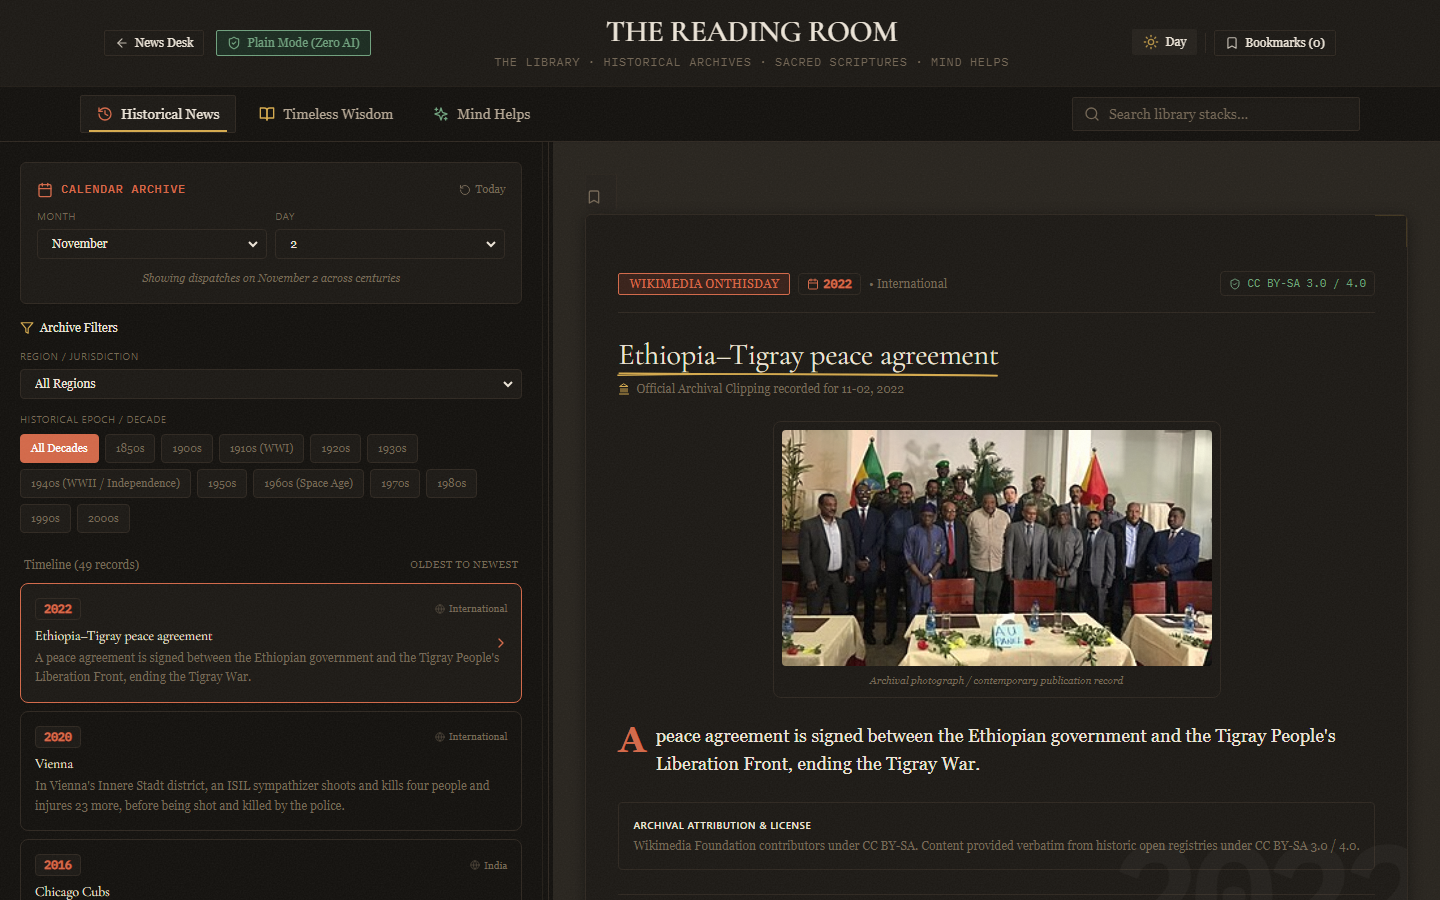 News Desk
Plain Mode (Zero AI)
THE READING ROOM
THE LIBRARY · HISTORICAL ARCHIVES · SACRED SCRIPTURES · MIND HELPS
Day
Bookmarks (0)
Historical News
Timeless Wisdom
Mind Helps
Search library stacks...
CALENDAR ARCHIVE
Today
MONTH
DAY
November
2
Showing dispatches on November 2 across centuries
Archive Filters
REGION / JURISDICTION
All Regions
HISTORICAL EPOCH / DECADE
All Decades
1850s
1900s
1910s (WWI)
1920s
1930s
1940s (WWII / Independence)
1950s
1960s (Space Age)
1970s
1980s
1990s
2000s
Timeline (49 records)
OLDEST TO NEWEST
2022
International
Ethiopia–Tigray peace agreement
A peace agreement is signed between the Ethiopian government and the Tigray People's
Liberation Front, ending the Tigray War.
2020
International
Vienna
In Vienna's Innere Stadt district, an ISIL sympathizer shoots and kills four people and
injures 23 more, before being shot and killed by the police.
2016
India
Chicago Cubs
WIKIMEDIA ONTHISDAY
2022
• International
CC BY-SA 3.0 / 4.0
Ethiopia–Tigray peace agreement
Official Archival Clipping recorded for 11-02, 2022
AU
PANEL
Archival photograph / contemporary publication record
A peace agreement is signed between the Ethiopian government and the Tigray People's
Liberation Front, ending the Tigray War.
ARCHIVAL ATTRIBUTION & LICENSE
Wikimedia Foundation contributors under CC BY-SA. Content provided verbatim from historic open registries under CC BY-SA 3.0 / 4.0.
2022